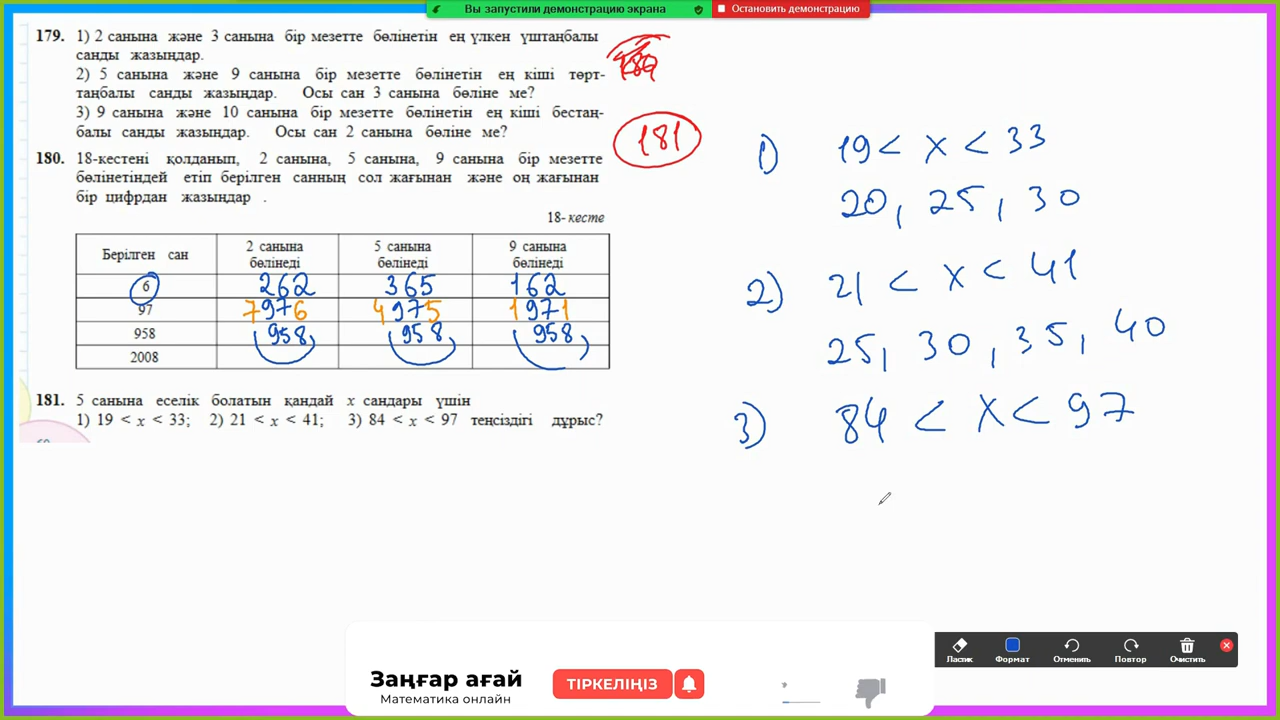 Вы запустили демонстрацию экрана
Остановить демонстрацию
179. 1) 2 санына және 3 санына бір мезетте бөлінетін ең үлкен үштаңбалы
санды жазыңдар.
2) 5 санына және 9 санына бір мезетте бөлінетін ең кіші төрт-
таңбалы санды жазыңдар. Осы сан 3 санына бөліне ме?
3) 9 санына және 10 санына бір мезетте бөлінетін ең кіші бестаң-
балы санды жазыңдар. Осы сан 2 санына бөліне ме?
180. 18-кестені қолданып, 2 санына, 5 санына, 9 санына бір мезетте
бөлінетіндей етіп берілген санның сол жағынан және оң жағынан
бір цифрдан жазыңдар .
18-кесте
Берілген сан 2 санына бөлінеді 5 санына бөлінеді 9 санына бөлінеді
6 262 365 162
97 7976 4975 1971
958 958 958 958
2008
181. 5 санына еселік болатын қандай x сандары үшін
1) 19 < x < 33; 2) 21 < x < 41; 3) 84 < x < 97 теңсіздігі дұрыс?
181
1) 19 < x < 33
20, 25, 30
2) 21 < x < 41
25, 30, 35, 40
3) 84 < x < 97
Заңғар ағай
Математика онлайн
ТІРКЕЛІҢІЗ
Ластик Формат Отменить Повтор Очистить